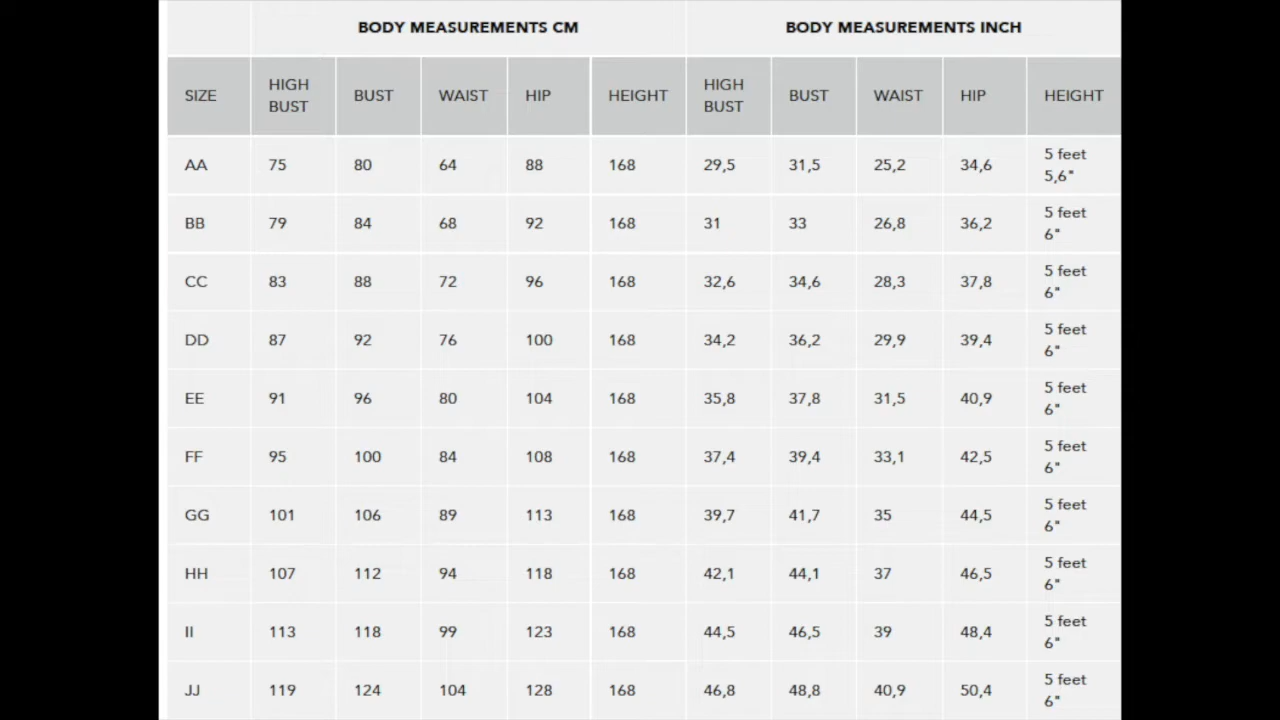 BODY MEASUREMENTS CM BODY MEASUREMENTS INCH
SIZE HIGH BUST BUST WAIST HIP HEIGHT HIGH BUST BUST WAIST HIP HEIGHT
AA 75 80 64 88 168 29,5 31,5 25,2 34,6 5 feet 5,6"
BB 79 84 68 92 168 31 33 26,8 36,2 5 feet 6"
CC 83 88 72 96 168 32,6 34,6 28,3 37,8 5 feet 6"
DD 87 92 76 100 168 34,2 36,2 29,9 39,4 5 feet 6"
EE 91 96 80 104 168 35,8 37,8 31,5 40,9 5 feet 6"
FF 95 100 84 108 168 37,4 39,4 33,1 42,5 5 feet 6"
GG 101 106 89 113 168 39,7 41,7 35 44,5 5 feet 6"
HH 107 112 94 118 168 42,1 44,1 37 46,5 5 feet 6"
II 113 118 99 123 168 44,5 46,5 39 48,4 5 feet 6"
JJ 119 124 104 128 168 46,8 48,8 40,9 50,4 5 feet 6"